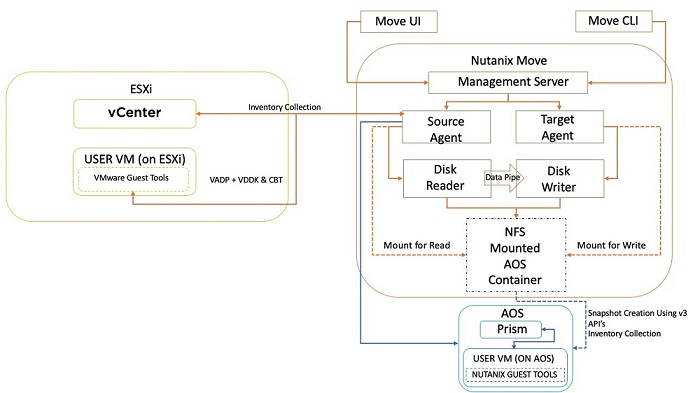 Move UI
Move CLI
Nutanix Move
Management Server
ESXi
vCenter
Inventory Collection
Source
Agent
Target
Agent
USER VM (on ESXi)
VMware Guest Tools
VADP + VDDK & CBT
Disk
Reader
Data Pipe
Disk
Writer
NFS
Mounted
AOS
Container
Mount for Read
Mount for Write
AOS
Prism
USER VM (ON AOS)
NUTANIX GUEST TOOLS
Snapshot Creation Using v3
API's
Inventory Collection